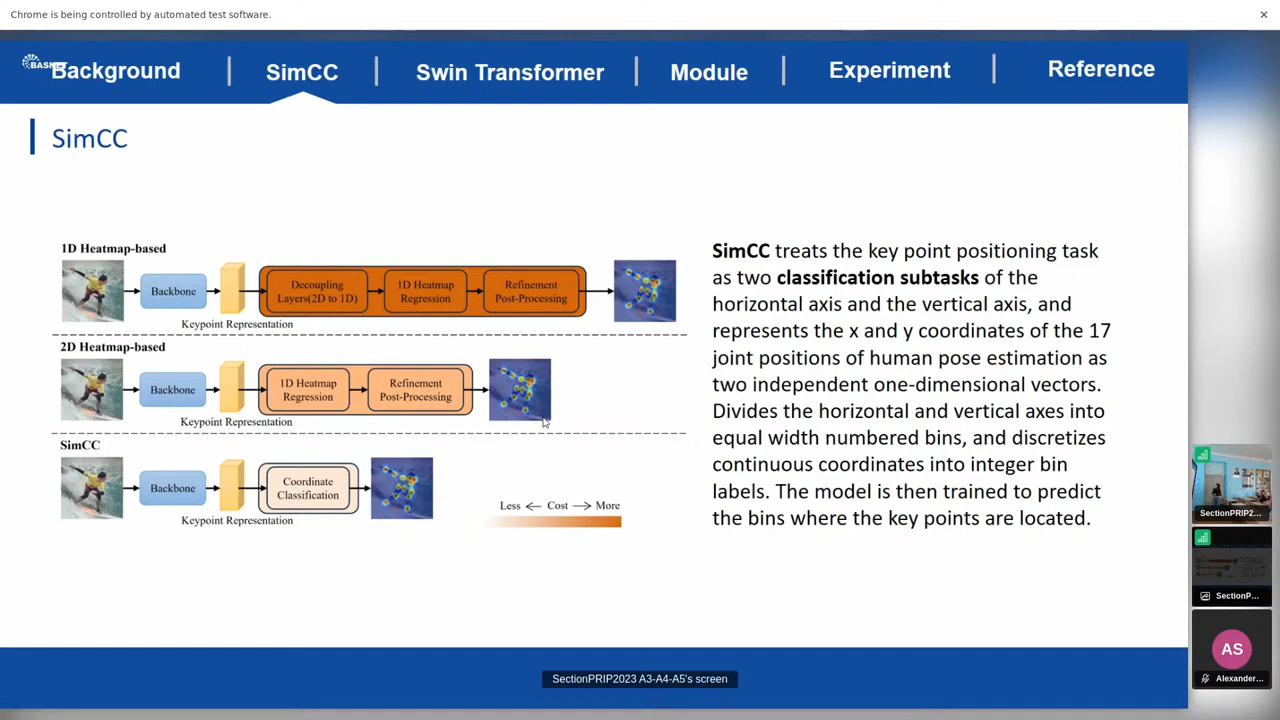 Chrome is being controlled by automated test software.
BASNET
Background
SimCC
Swin Transformer
Module
Experiment
Reference
SimCC
1D Heatmap-based
Backbone
Keypoint Representation
Decoupling
Layers(2D to 1D)
1D Heatmap
Regression
Refinement
Post-Processing
2D Heatmap-based
Backbone
Keypoint Representation
1D Heatmap
Regression
Refinement
Post-Processing
SimCC
Backbone
Keypoint Representation
Coordinate
Classification
Less Cost More
SimCC treats the key point positioning task
as two classification subtasks of the
horizontal axis and the vertical axis, and
represents the x and y coordinates of the 17
joint positions of human pose estimation as
two independent one-dimensional vectors.
Divides the horizontal and vertical axes into
equal width numbered bins, and discretizes
continuous coordinates into integer bin
labels. The model is then trained to predict
the bins where the key points are located.
SectionPRIP2...
SectionP...
AS
Alexander...
SectionPRIP2023 A3-A4-A5's screen